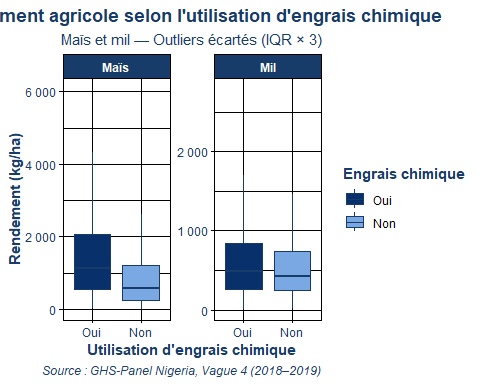 ment agricole selon l'utilisation d'engrais chimique
Maïs et mil — Outliers écartés (IQR × 3)
Maïs
Mil
Rendement (kg/ha)
6 000
4 000
2 000
0
2 000
1 000
0
Oui
Non
Oui
Non
Utilisation d'engrais chimique
Engrais chimique
Oui
Non
Source : GHS-Panel Nigeria, Vague 4 (2018–2019)